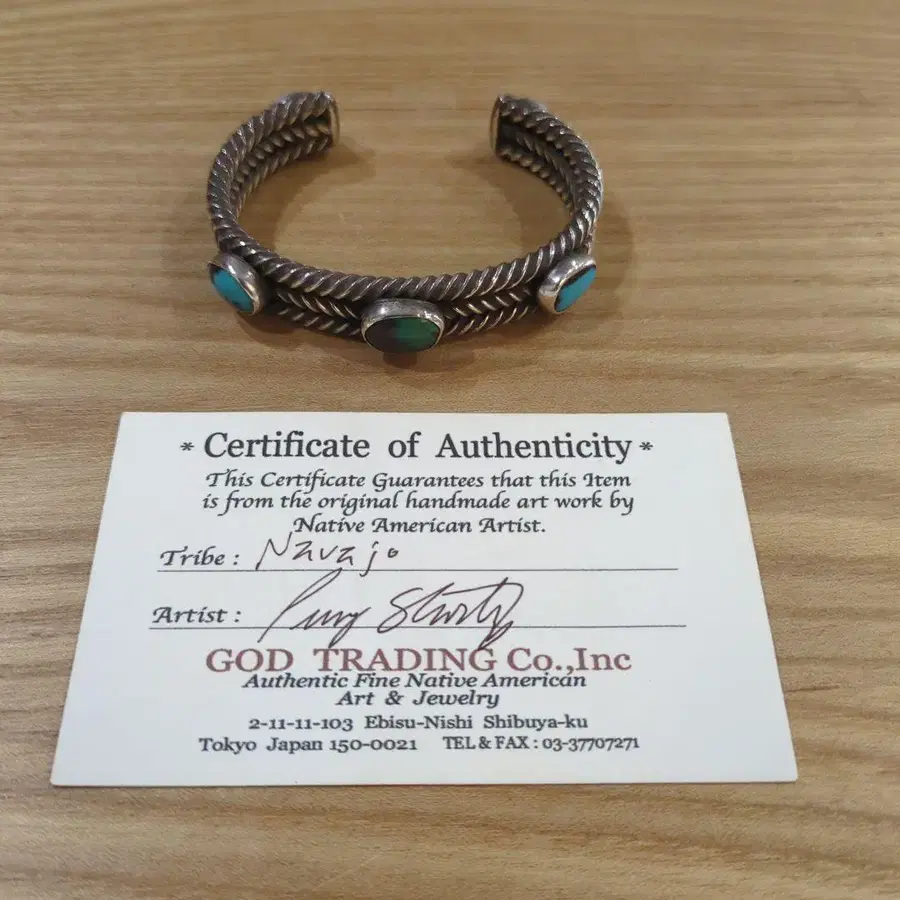 * Certificate of Authenticity *
This Certificate Guarantees that this Item
is from the original handmade art work by
Native American Artist.
Tribe : Navajo
Artist : Perry Shorty
GOD TRADING Co.,Inc
Authentic Fine Native American
Art & Jewelry
2-11-11-103 Ebisu-Nishi Shibuya-ku
Tokyo Japan 150-0021 TEL & FAX : 03-37707271